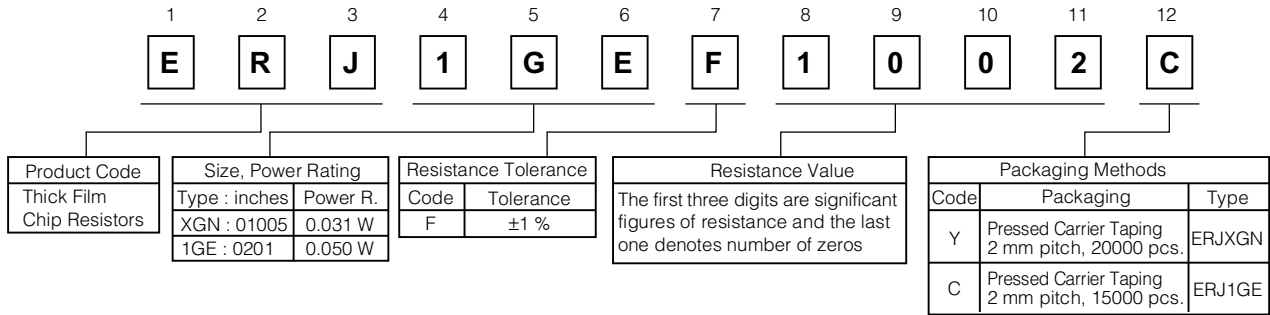 1 2 3 4 5 6 7 8 9 10 11 12
E R J 1 G E F 1 0 0 2 C
Product Code
Thick Film
Chip Resistors
Size, Power Rating
Type : inches Power R.
XGN : 01005 0.031 W
1GE : 0201 0.050 W
Resistance Tolerance
Code Tolerance
F ±1 %
Resistance Value
The first three digits are significant
figures of resistance and the last
one denotes number of zeros
Packaging Methods
Code Packaging Type
Y Pressed Carrier Taping
2 mm pitch, 20000 pcs. ERJXGN
C Pressed Carrier Taping
2 mm pitch, 15000 pcs. ERJ1GE